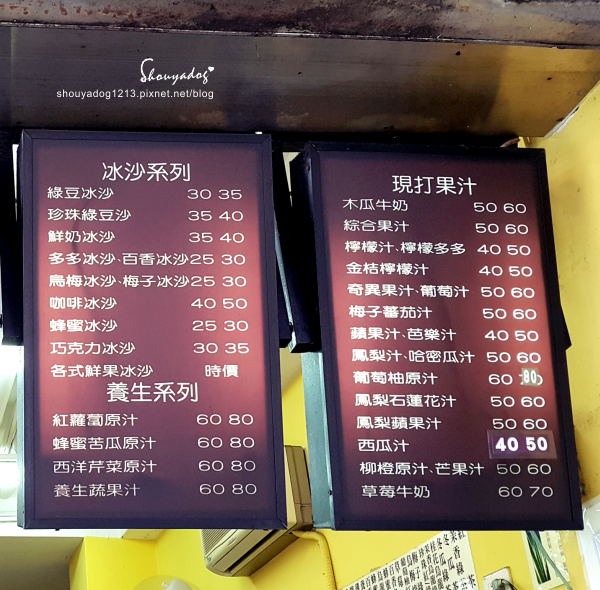 Shouyadog
shouyadog1213.pixnet.net/blog
冰沙系列
綠豆冰沙 30 35
珍珠綠豆沙 35 40
鮮奶冰沙 35 40
多多冰沙、百香冰沙 25 30
烏梅冰沙、梅子冰沙 25 30
咖啡冰沙 40 50
蜂蜜冰沙 25 30
巧克力冰沙 30 35
各式鮮果冰沙 時價
養生系列
紅蘿蔔原汁 60 80
蜂蜜苦瓜原汁 60 80
西洋芹菜原汁 60 80
養生蔬果汁 60 80
現打果汁
木瓜牛奶 50 60
綜合果汁 50 60
檸檬汁、檸檬多多 40 50
金桔檸檬汁 40 50
奇異果汁、葡萄汁 50 60
梅子蕃茄汁 50 60
蘋果汁、芭樂汁 40 50
鳳梨汁、哈密瓜汁 50 60
葡萄柚原汁 60 80
鳳梨石蓮花汁 50 60
鳳梨蘋果汁 50 60
西瓜汁 40 50
柳橙原汁、芒果汁 50 60
草莓牛奶 60 70